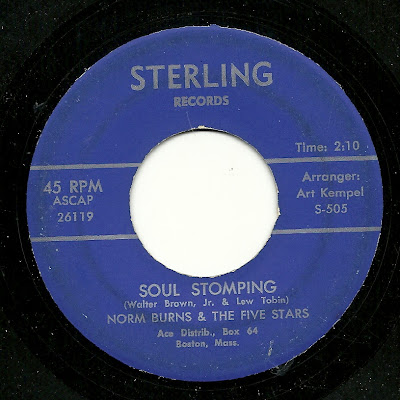 STERLING
RECORDS
Time: 2:10
45 RPM
ASCAP
26119
Arranger:
Art Kempel
S-505
SOUL STOMPING
(Walter Brown, Jr. & Lew Tobin)
NORM BURNS & THE FIVE STARS
Ace Distrib., Box 64
Boston, Mass.